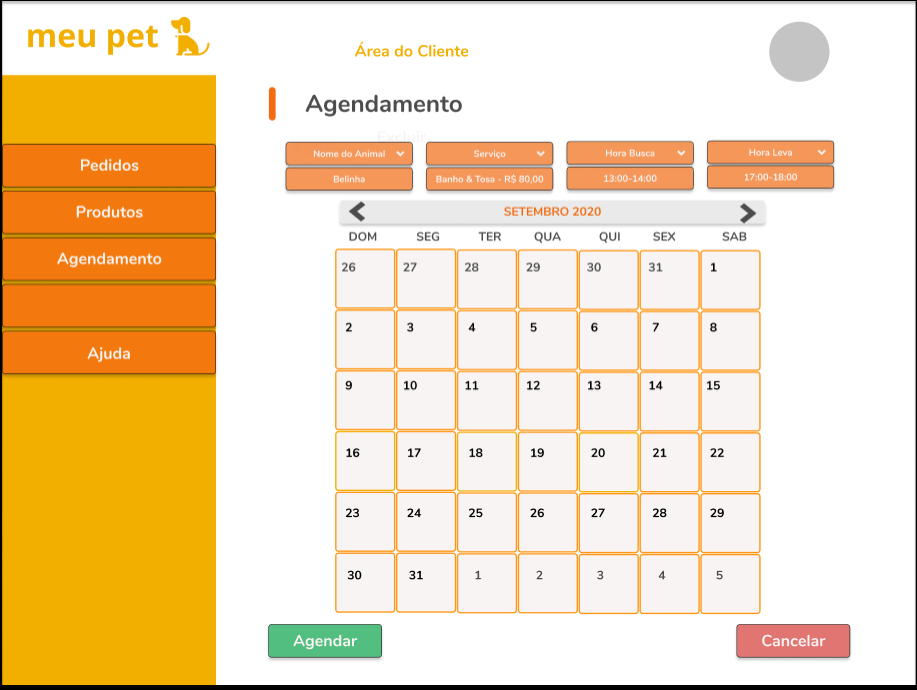 meu pet
Área do Cliente
Agendamento
Excluir
Nome do Animal Serviço Hora Busca Hora Leva
Belinha Banho & Tosa - R$ 80,00 13:00-14:00 17:00-18:00
Pedidos
Produtos
Agendamento
Ajuda
SETEMBRO 2020
DOM SEG TER QUA QUI SEX SAB
26 27 28 29 30 31 1
2 3 4 5 6 7 8
9 10 11 12 13 14 15
16 17 18 19 20 21 22
23 24 25 26 27 28 29
30 31 1 2 3 4 5
Agendar Cancelar